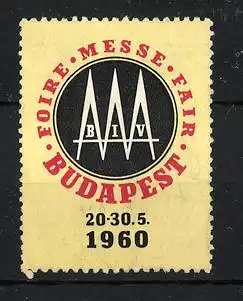 · FOIRE · MESSE · FAIR ·
BIV
BUDAPEST
20-30.5.
1960